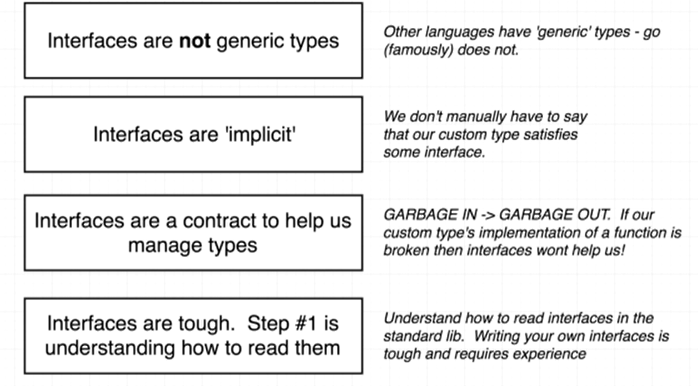 Interfaces are not generic types
Other languages have 'generic' types - go
(famously) does not.
Interfaces are 'implicit'
We don't manually have to say
that our custom type satisfies
some interface.
Interfaces are a contract to help us
manage types
GARBAGE IN -> GARBAGE OUT.  If our
custom type's implementation of a function is
broken then interfaces wont help us!
Interfaces are tough.  Step #1 is
understanding how to read them
Understand how to read interfaces in the
standard lib.  Writing your own interfaces is
tough and requires experience